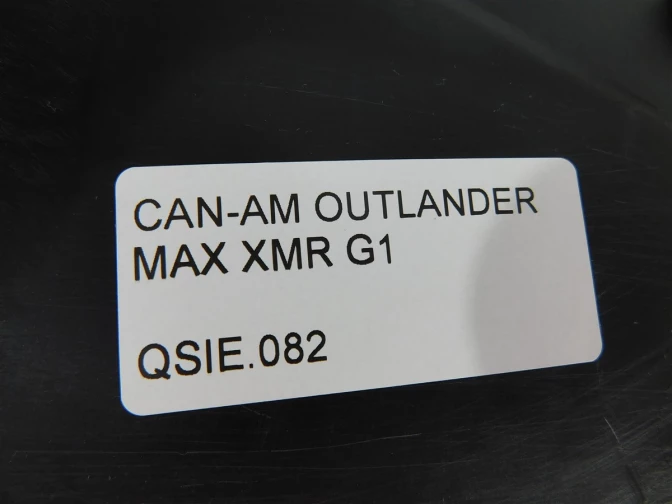 CAN-AM OUTLANDER
MAX XMR G1
QSIE.082